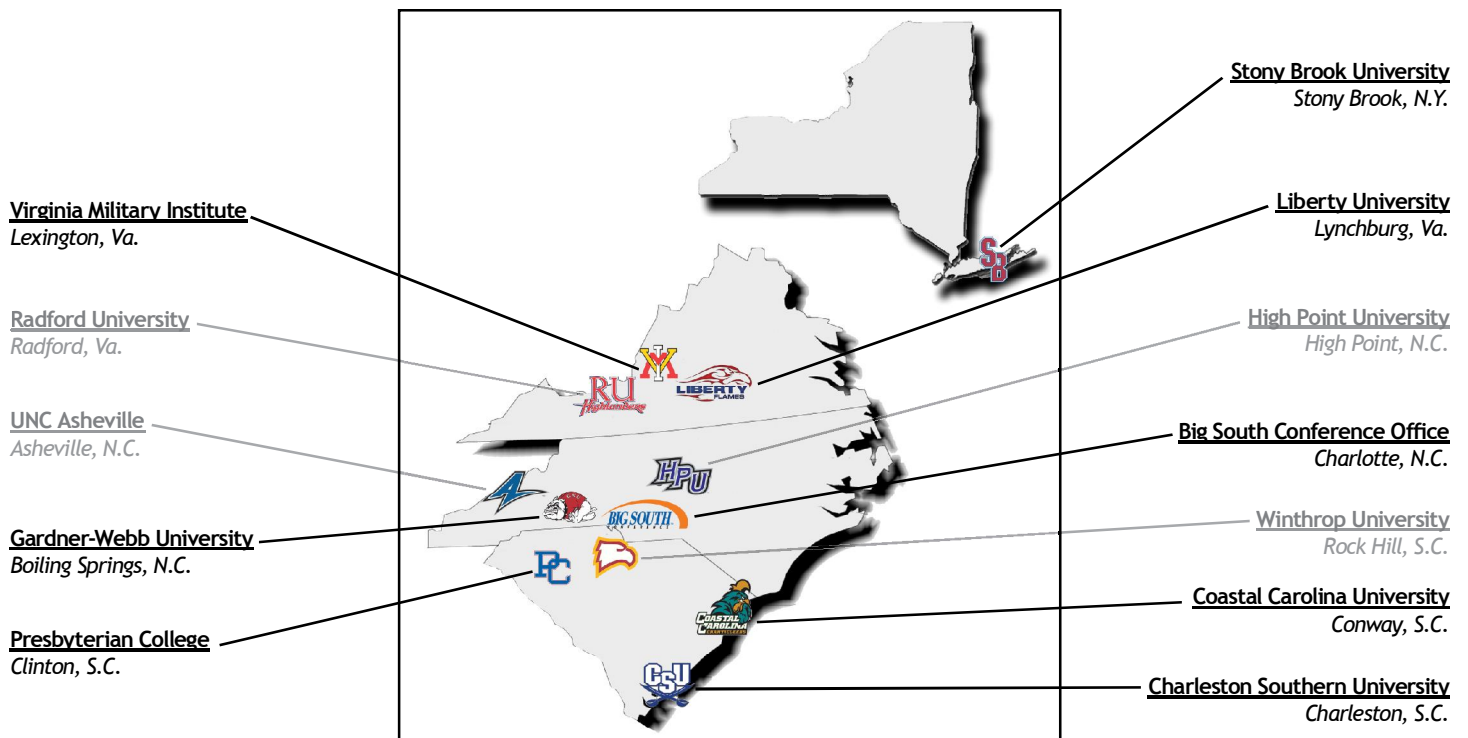 Stony Brook University
Stony Brook, N.Y.
Virginia Military Institute
Lexington, Va.
Liberty University
Lynchburg, Va.
Radford University
Radford, Va.
High Point University
High Point, N.C.
UNC Asheville
Asheville, N.C.
Big South Conference Office
Charlotte, N.C.
Gardner-Webb University
Boiling Springs, N.C.
Winthrop University
Rock Hill, S.C.
Coastal Carolina University
Conway, S.C.
Presbyterian College
Clinton, S.C.
Charleston Southern University
Charleston, S.C.
SB
VMI
RU
Highlanders
LIBERTY
FLAMES
HPU
BIG SOUTH
CONFERENCE
PC
COASTAL
CAROLINA
CHANTICLEERS
CSU